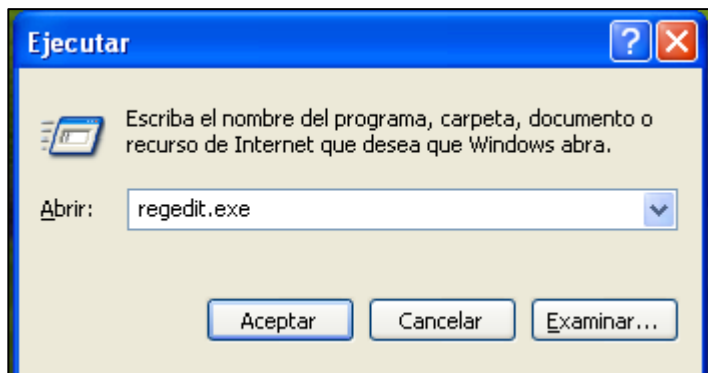 Ejecutar
Escriba el nombre del programa, carpeta, documento o
recurso de Internet que desea que Windows abra.
Abrir: regedit.exe
Aceptar Cancelar Examinar...